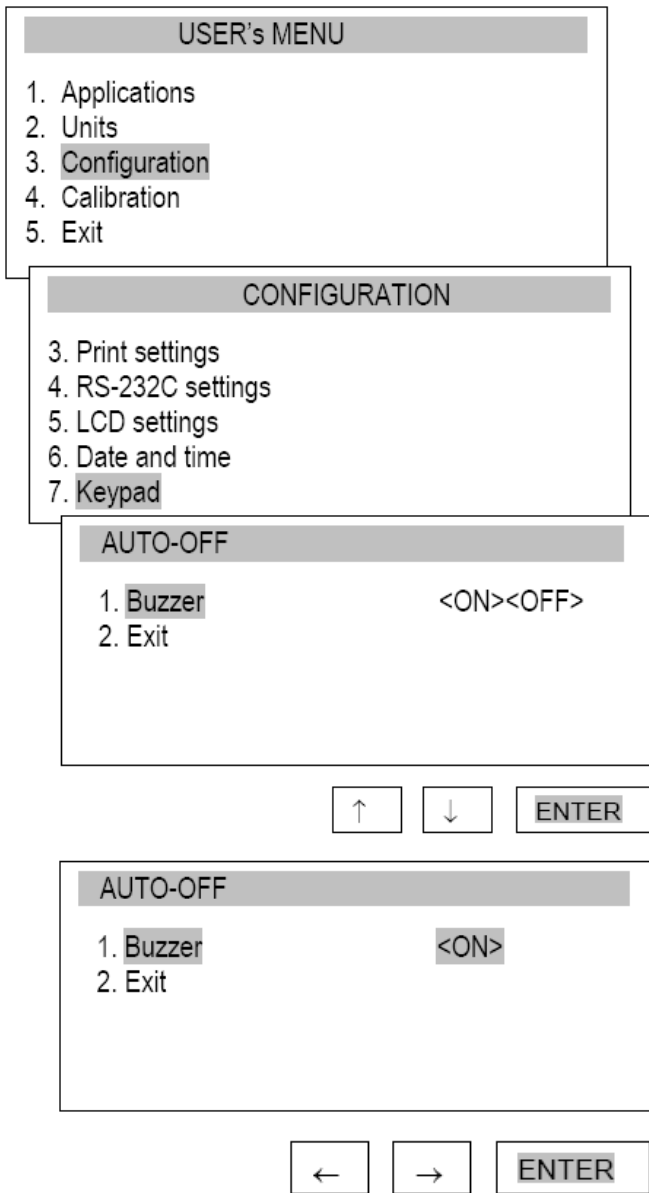 USER's MENU
1. Applications
2. Units
3. Configuration
4. Calibration
5. Exit
CONFIGURATION
3. Print settings
4. RS-232C settings
5. LCD settings
6. Date and time
7. Keypad
AUTO-OFF
1. Buzzer <ON><OFF>
2. Exit
↑ ↓ ENTER
AUTO-OFF
1. Buzzer <ON>
2. Exit
← → ENTER